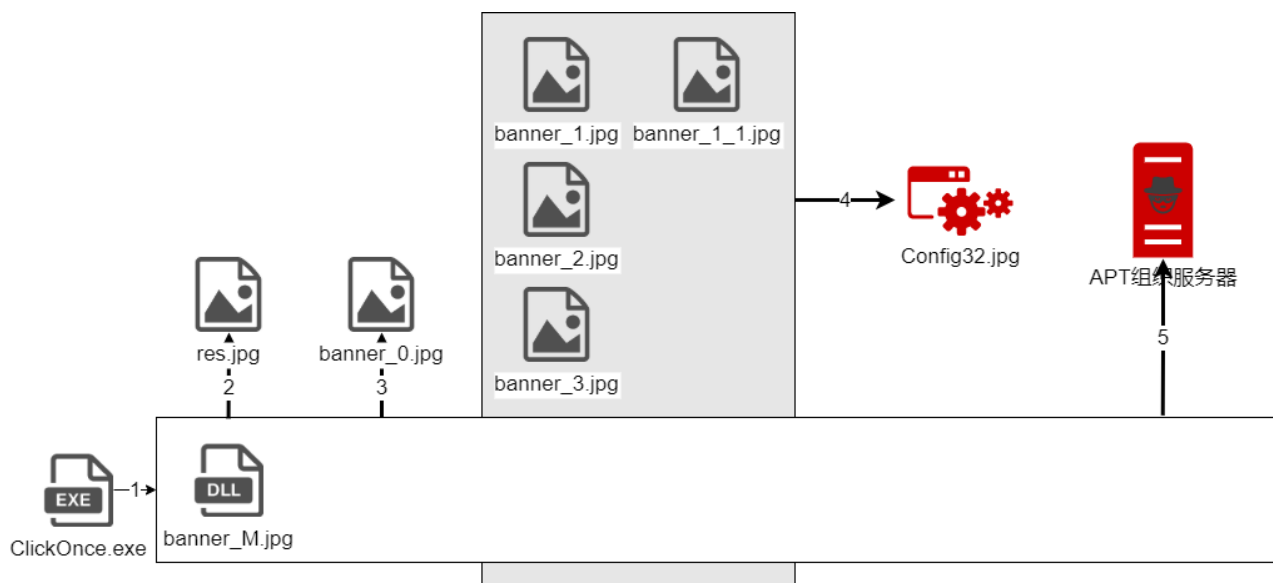 banner_1.jpg
banner_1_1.jpg
banner_2.jpg
banner_3.jpg
4
Config32.jpg
APT组织服务器
res.jpg
banner_0.jpg
2
3
5
EXE
1
DLL
ClickOnce.exe
banner_M.jpg